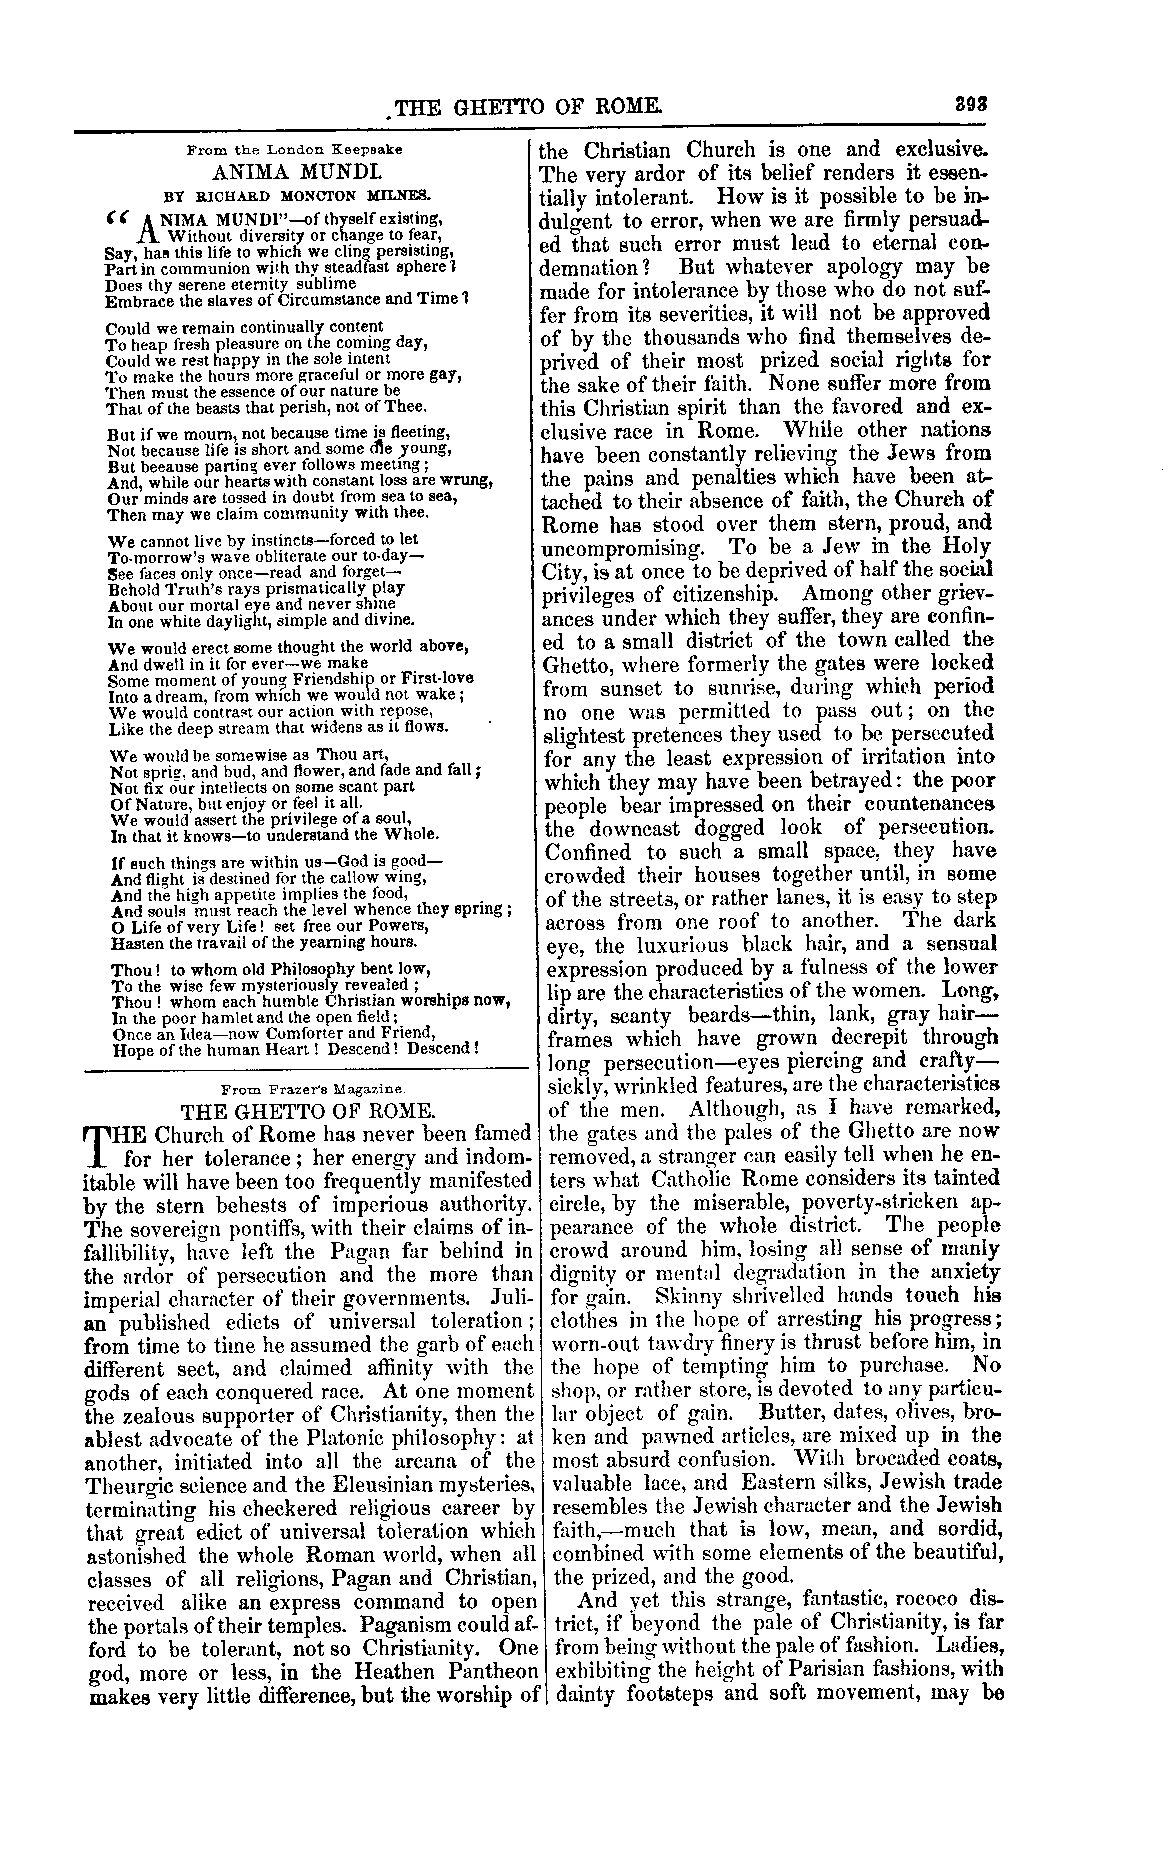 THE GHETTO OF ROME.
393
From the London Keepsake
ANIMA MUNDI.
BY RICHARD MONCTON MILNES.
“ANIMA MUNDI”—of thyself existing,
Without diversity or change to fear,
Say, has this life to which we cling persisting,
Part in communion with thy steadfast sphere?
Does thy serene eternity sublime
Embrace the slaves of Circumstance and Time?
Could we remain continually content
To heap fresh pleasure on the coming day,
Could we rest happy in the sole intent
To make the hours more graceful or more gay,
Then must the essence of our nature be
That of the beasts that perish, not of Thee.
But if we mourn, not because time is fleeting,
Not because life is short and some die young,
But beeause parting ever follows meeting;
And, while our hearts with constant loss are wrung,
Our minds are tossed in doubt from sea to sea,
Then may we claim community with thee.
We cannot live by instincts—forced to let
To-morrow's wave obliterate our to-day—
See faces only once—read and forget—
Behold Truth's rays prismatically play
About our mortal eye and never shine
In one white daylight, simple and divine.
We would erect some thought the world above,
And dwell in it for ever—we make
Some moment of young Friendship or First-love
Into a dream, from which we would not wake;
We would contrast our action with repose,
Like the deep stream that widens as it flows.
We would be somewise as Thou art,
Not sprig, and bud, and flower, and fade and fall;
Not fix our intellects on some scant part
Of Nature, but enjoy or feel it all.
We would assert the privilege of a soul,
In that it knows—to understand the Whole.
If such things are within us—God is good—
And flight is destined for the callow wing,
And the high appetite implies the food,
And souls must reach the level whence they spring;
O Life of very Life! set free our Powers,
Hasten the travail of the yearning hours.
Thou! to whom old Philosophy bent low,
To the wise few mysteriously revealed;
Thou! whom each humble Christian worships now,
In the poor hamlet and the open field;
Once an Idea—now Comforter and Friend,
Hope of the human Heart! Descend! Descend!
From Frazer's Magazine.
THE GHETTO OF ROME.
THE Church of Rome has never been famed
for her tolerance; her energy and indom-
itable will have been too frequently manifested
by the stern behests of imperious authority.
The sovereign pontiffs, with their claims of in-
fallibility, have left the Pagan far behind in
the ardor of persecution and the more than
imperial character of their governments. Juli-
an published edicts of universal toleration;
from time to time he assumed the garb of each
different sect, and claimed affinity with the
gods of each conquered race. At one moment
the zealous supporter of Christianity, then the
ablest advocate of the Platonic philosophy: at
another, initiated into all the arcana of the
Theurgic science and the Eleusinian mysteries,
terminating his checkered religious career by
that great edict of universal toleration which
astonished the whole Roman world, when all
classes of all religions, Pagan and Christian,
received alike an express command to open
the portals of their temples. Paganism could af-
ford to be tolerant, not so Christianity. One
god, more or less, in the Heathen Pantheon
makes very little difference, but the worship of
the Christian Church is one and exclusive.
The very ardor of its belief renders it essen-
tially intolerant. How is it possible to be in-
dulgent to error, when we are firmly persuad-
ed that such error must lead to eternal con-
demnation? But whatever apology may be
made for intolerance by those who do not suf-
fer from its severities, it will not be approved
of by the thousands who find themselves de-
prived of their most prized social rights for
the sake of their faith. None suffer more from
this Christian spirit than the favored and ex-
clusive race in Rome. While other nations
have been constantly relieving the Jews from
the pains and penalties which have been at-
tached to their absence of faith, the Church of
Rome has stood over them stern, proud, and
uncompromising. To be a Jew in the Holy
City, is at once to be deprived of half the social
privileges of citizenship. Among other griev-
ances under which they suffer, they are confin-
ed to a small district of the town called the
Ghetto, where formerly the gates were locked
from sunset to sunrise, during which period
no one was permitted to pass out; on the
slightest pretences they used to be persecuted
for any the least expression of irritation into
which they may have been betrayed: the poor
people bear impressed on their countenances
the downcast dogged look of persecution.
Confined to such a small space, they have
crowded their houses together until, in some
of the streets, or rather lanes, it is easy to step
across from one roof to another. The dark
eye, the luxurious black hair, and a sensual
expression produced by a fulness of the lower
lip are the characteristics of the women. Long,
dirty, scanty beards—thin, lank, gray hair—
frames which have grown decrepit through
long persecution—eyes piercing and crafty—
sickly, wrinkled features, are the characteristics
of the men. Although, as I have remarked,
the gates and the pales of the Ghetto are now
removed, a stranger can easily tell when he en-
ters what Catholic Rome considers its tainted
circle, by the miserable, poverty-stricken ap-
pearance of the whole district. The people
crowd around him, losing all sense of manly
dignity or mental degradation in the anxiety
for gain. Skinny shrivelled hands touch his
clothes in the hope of arresting his progress;
worn-out tawdry finery is thrust before him, in
the hope of tempting him to purchase. No
shop, or rather store, is devoted to any particu-
lar object of gain. Butter, dates, olives, bro-
ken and pawned articles, are mixed up in the
most absurd confusion. With brocaded coats,
valuable lace, and Eastern silks, Jewish trade
resembles the Jewish character and the Jewish
faith,—much that is low, mean, and sordid,
combined with some elements of the beautiful,
the prized, and the good.
And yet this strange, fantastic, rococo dis-
trict, if beyond the pale of Christianity, is far
from being without the pale of fashion. Ladies,
exhibiting the height of Parisian fashions, with
dainty footsteps and soft movement, may be